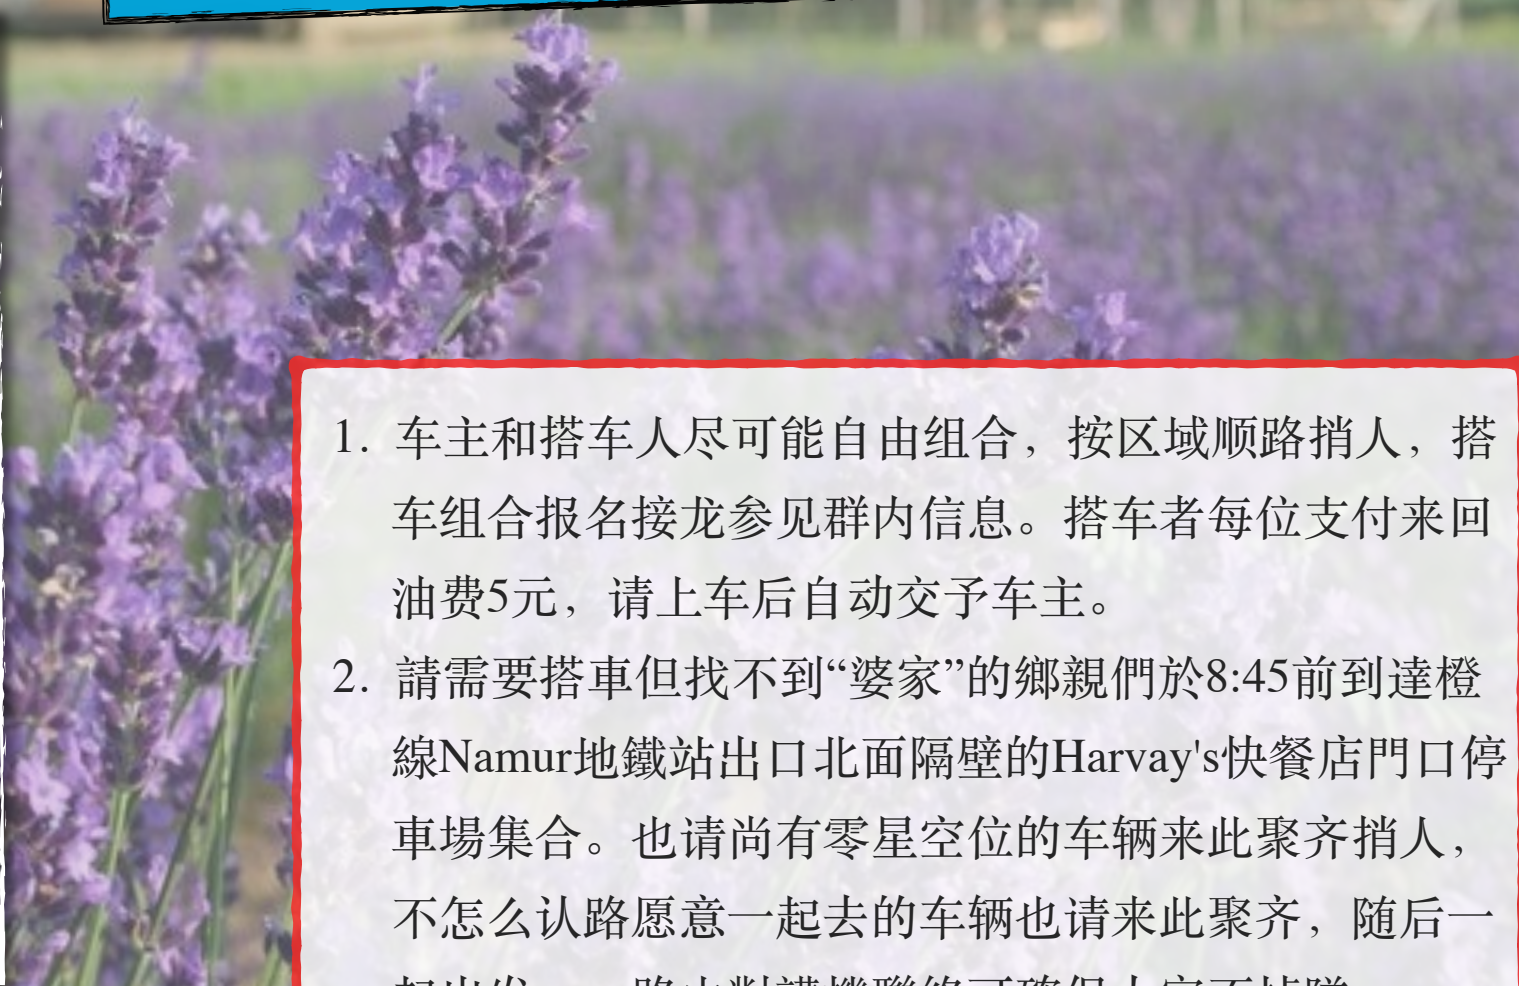 1. 车主和搭车人尽可能自由组合，按区域顺路捎人，搭
车组合报名接龙参见群内信息。搭车者每位支付来回
油费5元，请上车后自动交予车主。
2. 請需要搭車但找不到“婆家”的鄉親們於8:45前到達橙
線Namur地鐵站出口北面隔壁的Harvay's快餐店門口停
車場集合。也请尚有零星空位的车辆来此聚齐捎人，
不怎么认路愿意一起去的车辆也请来此聚齐，随后一